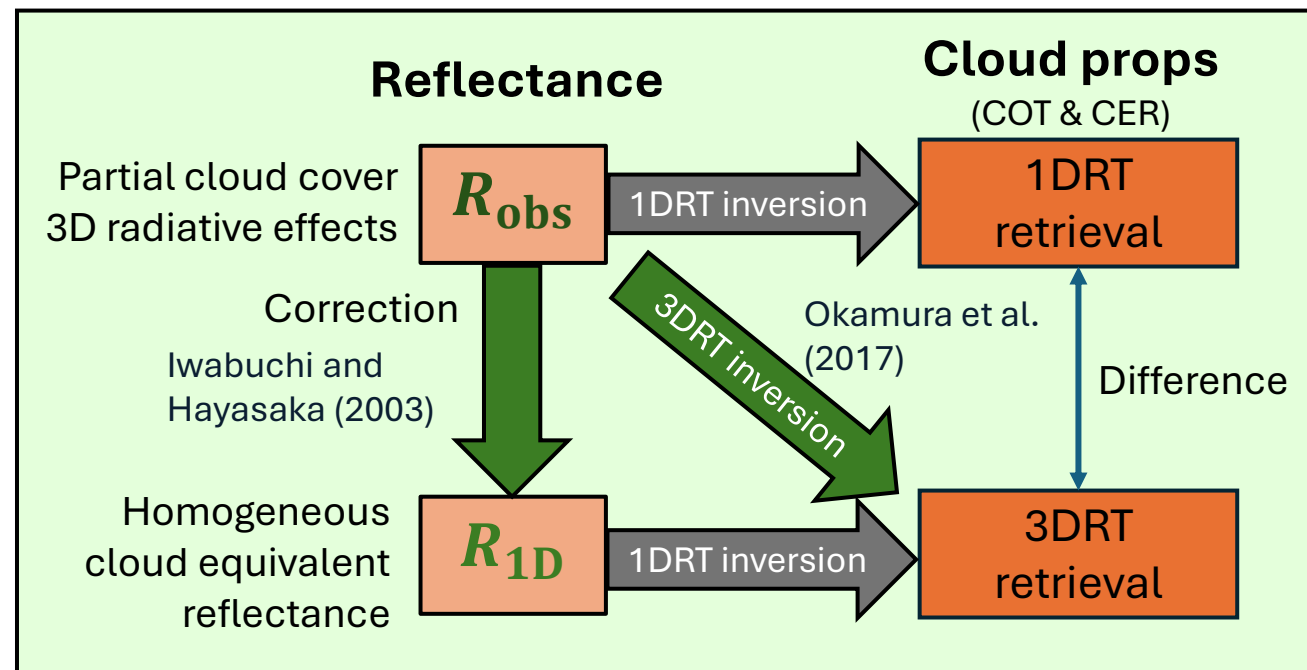 Reflectance
Cloud props
(COT & CER)
Partial cloud cover
3D radiative effects
R_obs
1DRT inversion
1DRT
retrieval
Correction
Iwabuchi and
Hayasaka (2003)
3DRT inversion
Okamura et al.
(2017)
Difference
Homogeneous
cloud equivalent
reflectance
R_1D
1DRT inversion
3DRT
retrieval